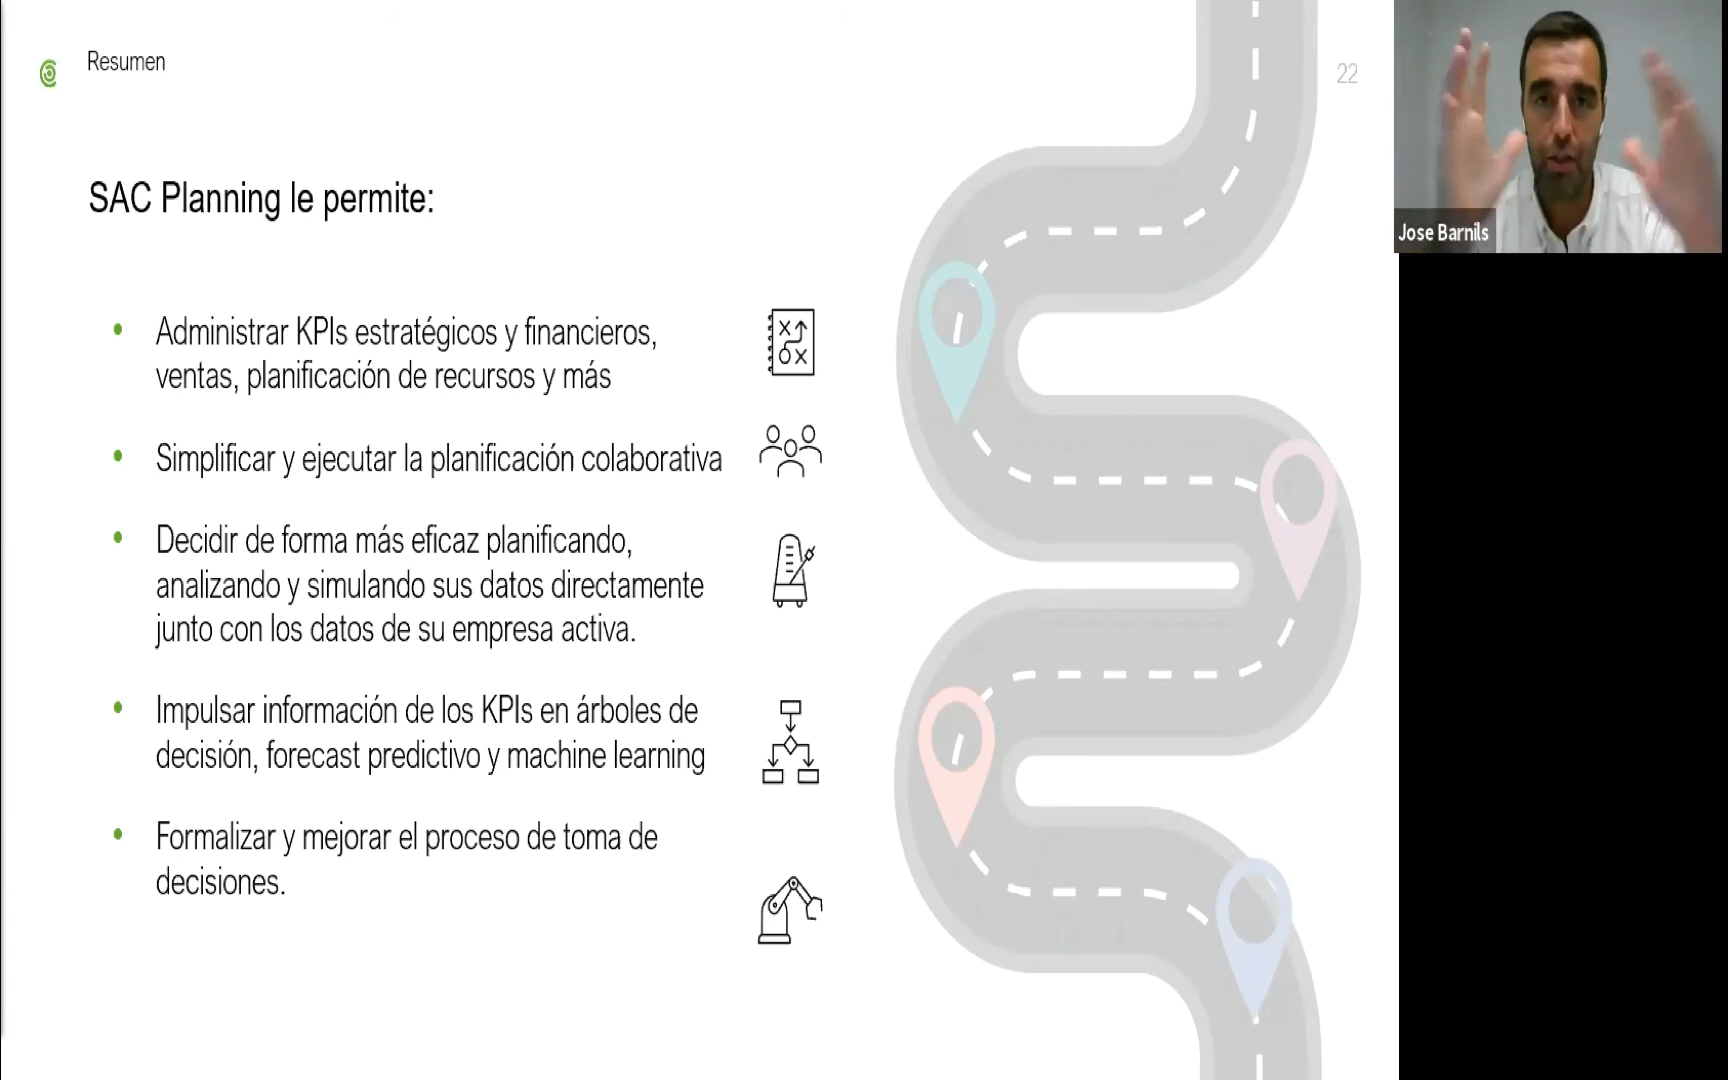 Resumen
22
SAC Planning le permite:
• Administrar KPIs estratégicos y financieros,
ventas, planificación de recursos y más
• Simplificar y ejecutar la planificación colaborativa
• Decidir de forma más eficaz planificando,
analizando y simulando sus datos directamente
junto con los datos de su empresa activa.
• Impulsar información de los KPIs en árboles de
decisión, forecast predictivo y machine learning
• Formalizar y mejorar el proceso de toma de
decisiones.
Jose Barnils